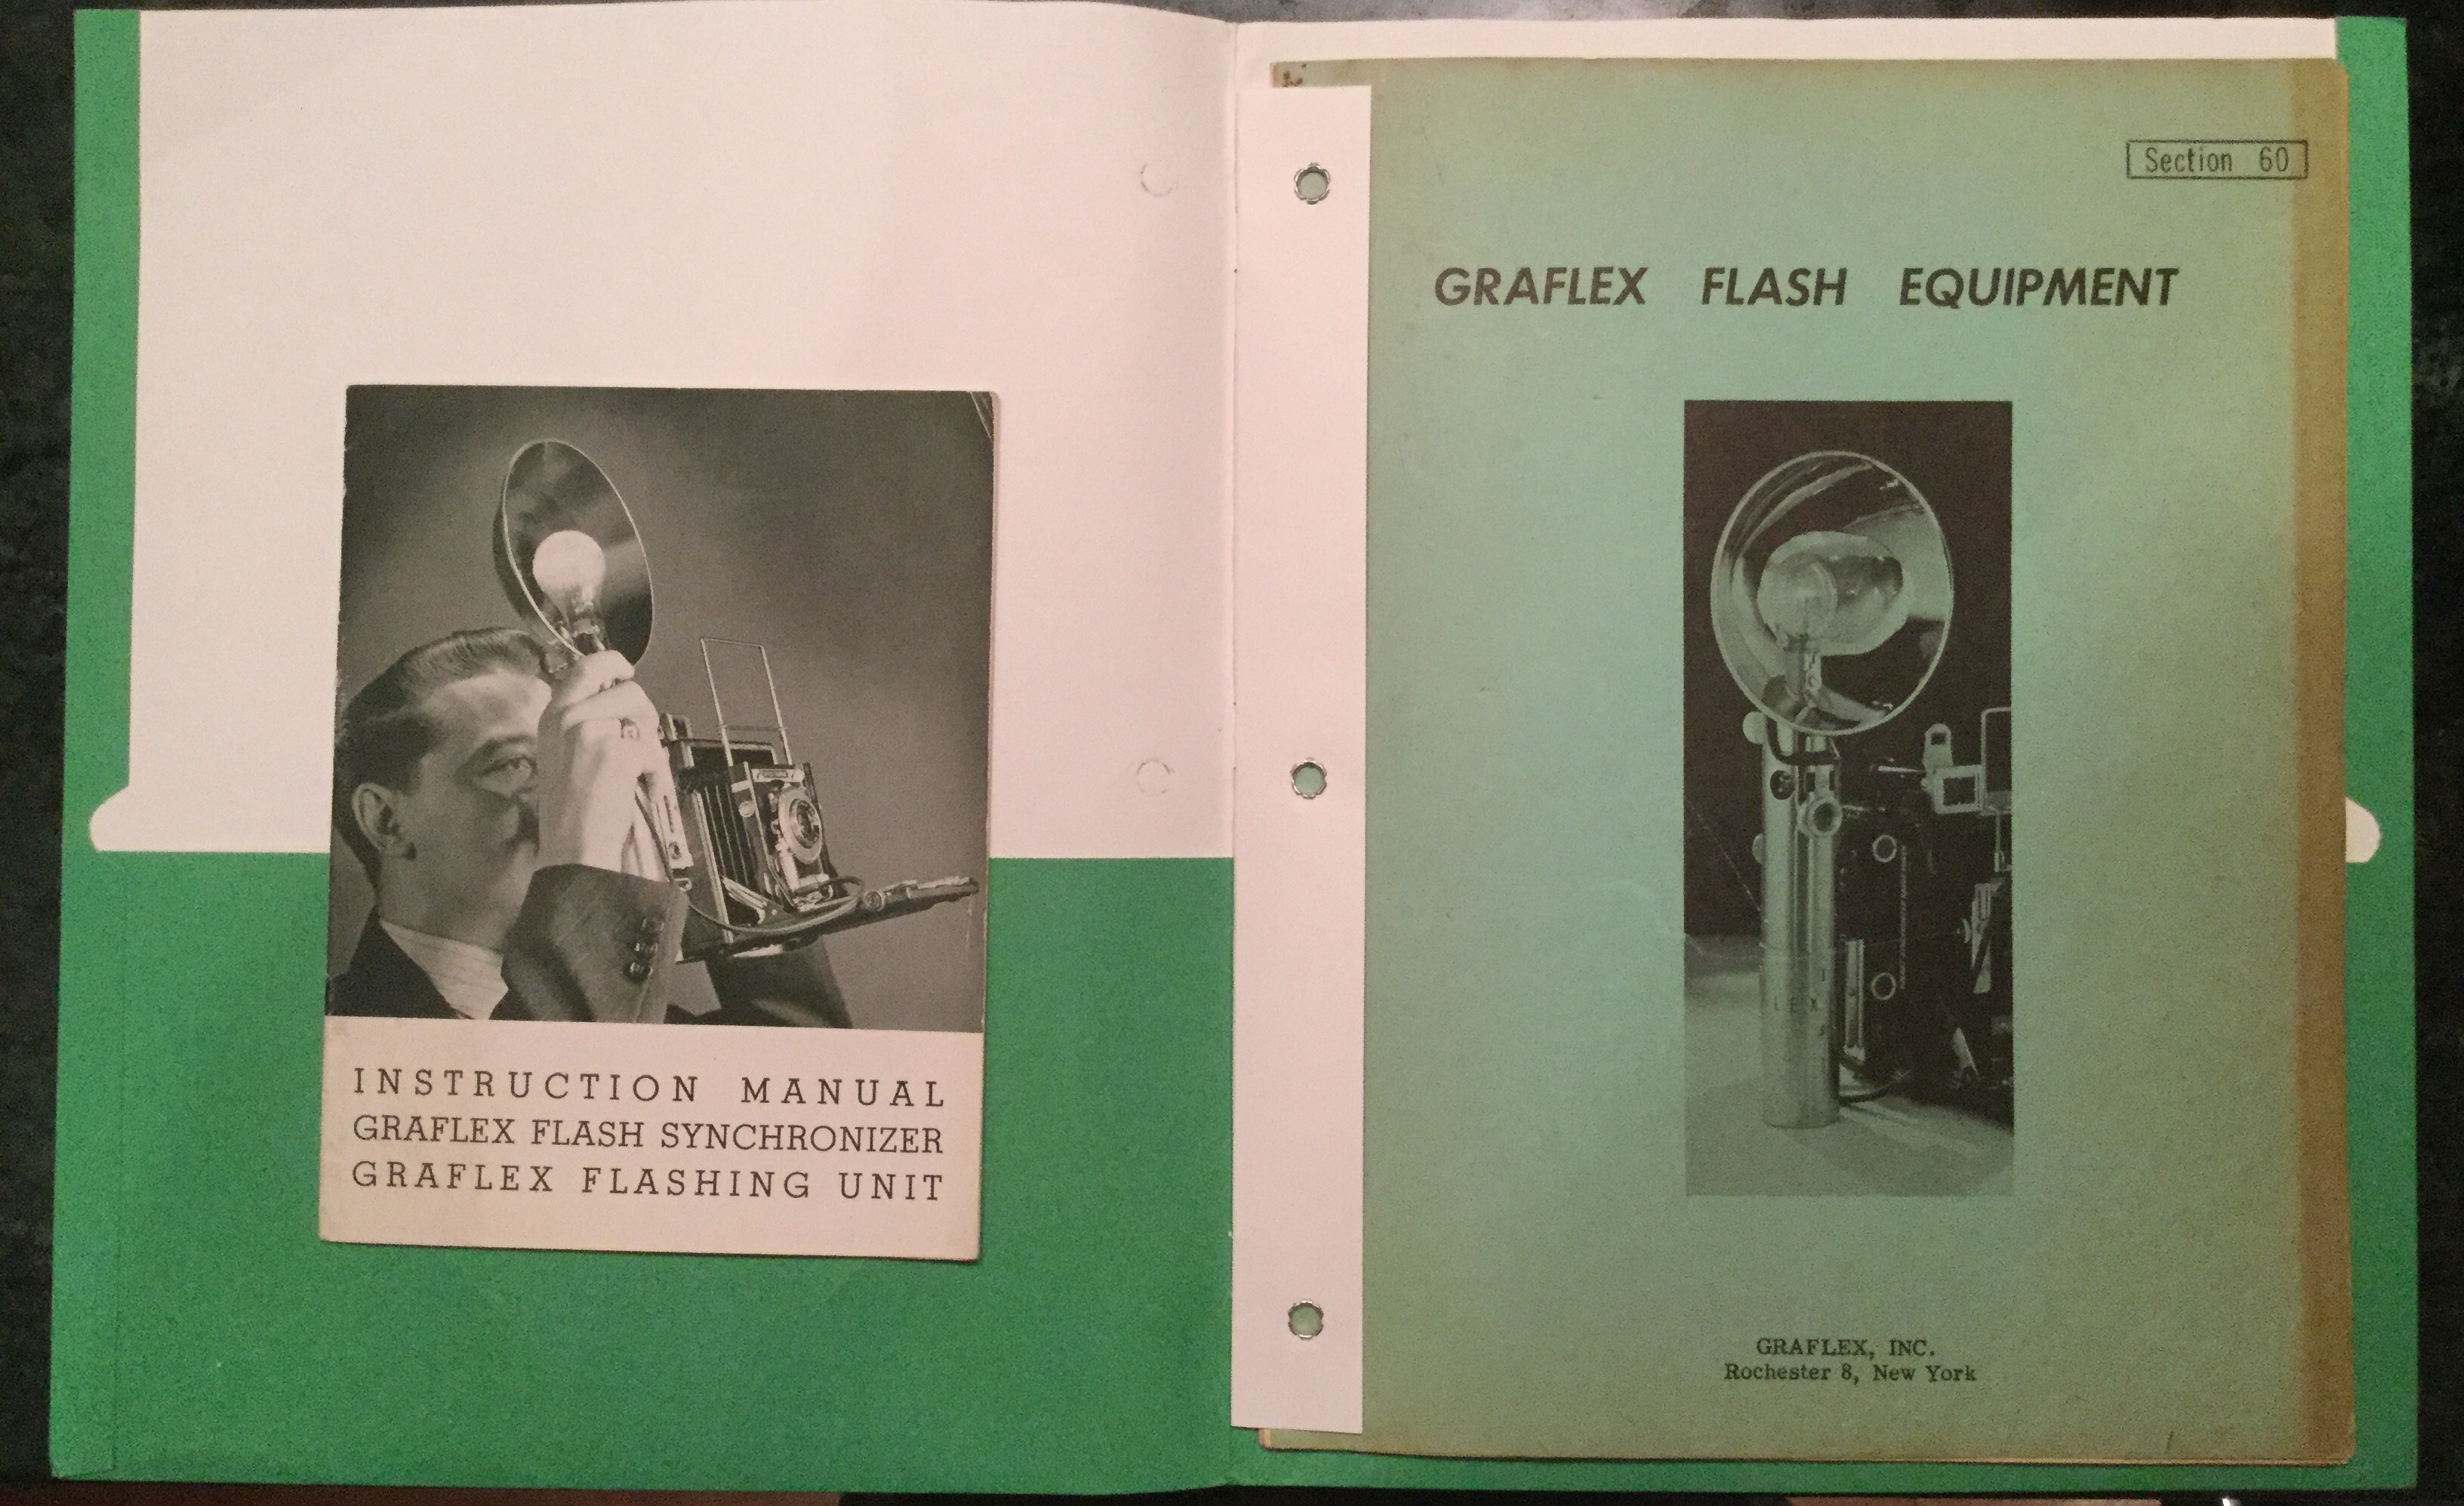 INSTRUCTION MANUAL
GRAFLEX FLASH SYNCHRONIZER
GRAFLEX FLASHING UNIT
Section 60
GRAFLEX FLASH EQUIPMENT
GRAFLEX, INC.
Rochester 8, New York